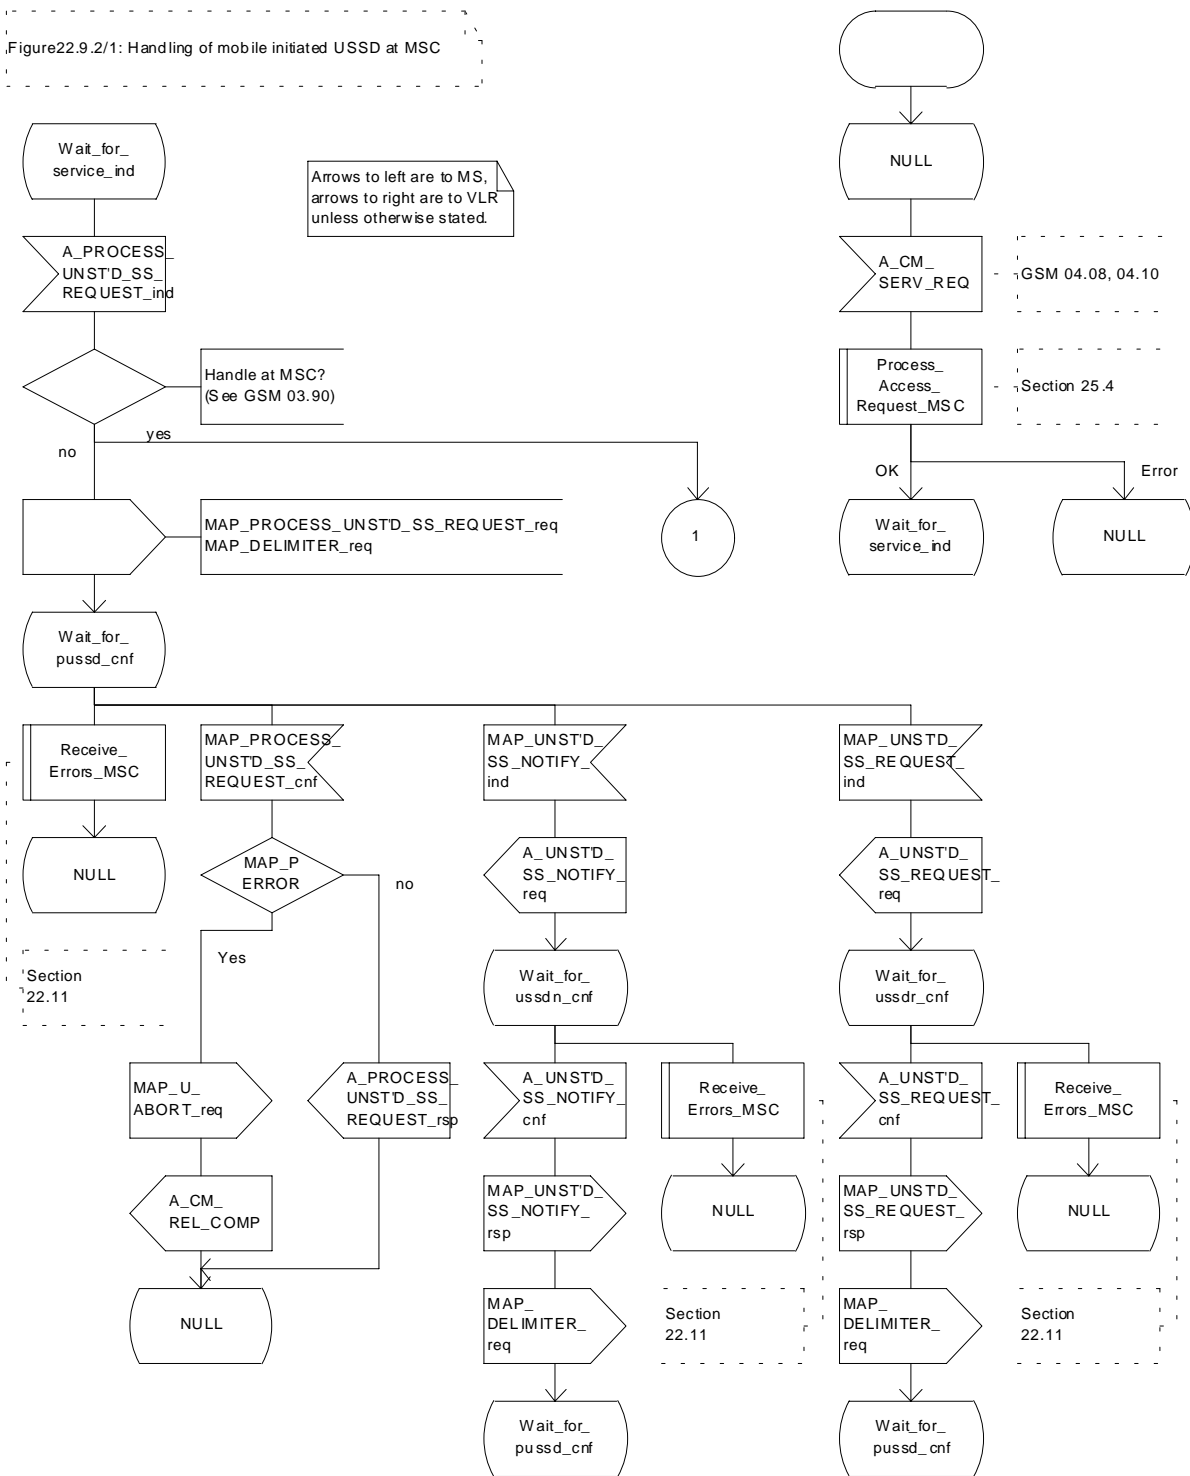 Figure22.9.2/1: Handling of mobile initiated USSD at MSC
Wait_for_
service_ind
Arrows to left are to MS,
arrows to right are to VLR
unless otherwise stated.
NULL
A_PROCESS_
UNST'D_SS_
REQUEST_ind
A_CM_
SERV_REQ
GSM 04.08, 04.10
Handle at MSC?
(See GSM 03.90)
Process_
Access_
Request_MSC
Section 25.4
yes
no
OK
Error
MAP_PROCESS_UNST'D_SS_REQUEST_req
MAP_DELIMITER_req
1
Wait_for_
service_ind
NULL
Wait_for_
pussd_cnf
Receive_
Errors_MSC
MAP_PROCESS_
UNST'D_SS_
REQUEST_cnf
MAP_UNST'D_
SS_NOTIFY_
ind
MAP_UNST'D_
SS_REQUEST_
ind
NULL
MAP_P
ERROR
no
A_UNST'D_
SS_NOTIFY_
req
A_UNST'D_
SS_REQUEST_
req
Yes
Section
22.11
Wait_for_
ussdn_cnf
Wait_for_
ussdr_cnf
MAP_U_
ABORT_req
A_PROCESS_
UNST'D_SS_
REQUEST_rsp
A_UNST'D_
SS_NOTIFY_
cnf
Receive_
Errors_MSC
A_UNST'D_
SS_REQUEST_
cnf
Receive_
Errors_MSC
A_CM_
REL_COMP
MAP_UNST'D_
SS_NOTIFY_
rsp
NULL
MAP_UNST'D_
SS_REQUEST_
rsp
NULL
NULL
MAP_
DELIMITER_
req
Section
22.11
MAP_
DELIMITER_
req
Section
22.11
Wait_for_
pussd_cnf
Wait_for_
pussd_cnf